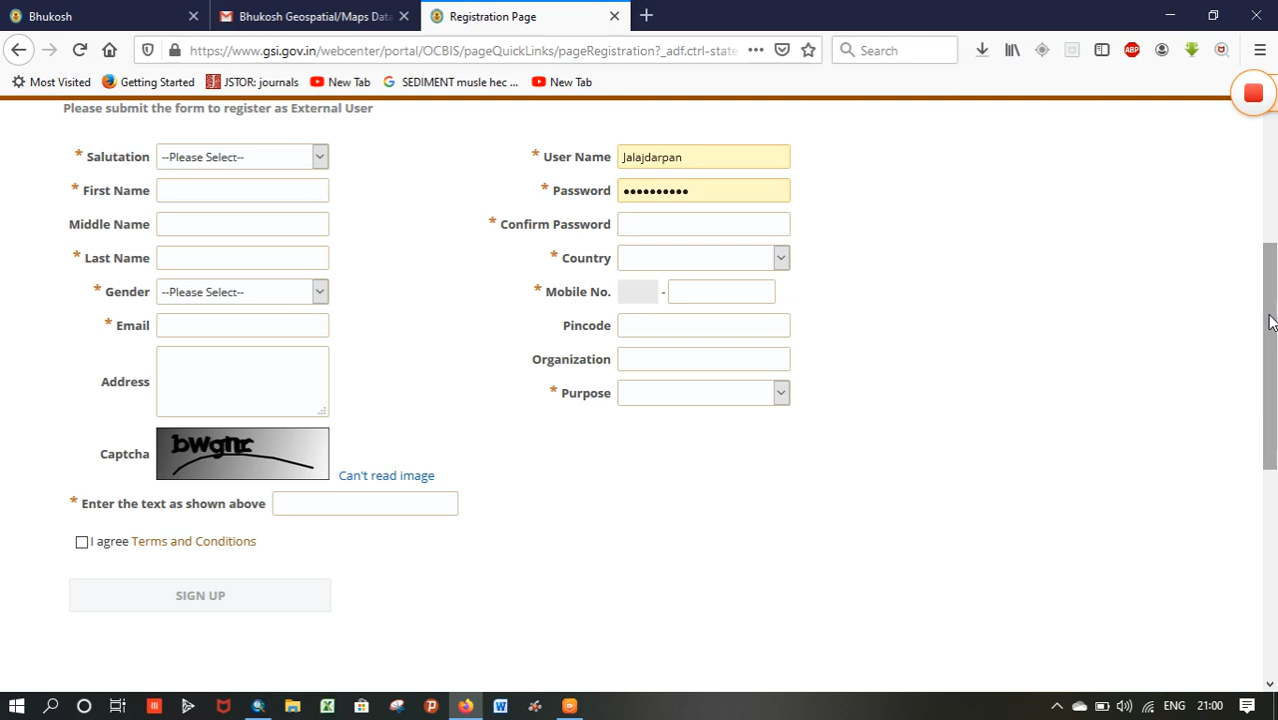 Bhukosh
Bhukosh Geospatial/Maps Data
Registration Page
https://www.gsi.gov.in/webcenter/portal/OCBIS/pageQuickLinks/pageRegistration?_adf.ctrl-state
Search
Most Visited
Getting Started
JSTOR: journals
New Tab
SEDIMENT musle hec ...
New Tab
ABP
Please submit the form to register as External User
* Salutation --Please Select--
* First Name
Middle Name
* Last Name
* Gender --Please Select--
* Email
Address
Captcha bwgnr
Can't read image
* Enter the text as shown above
I agree Terms and Conditions
SIGN UP
* User Name Jalajdarpan
* Password ••••••••••
* Confirm Password
* Country
* Mobile No. -
Pincode
Organization
* Purpose
ENG 21:00